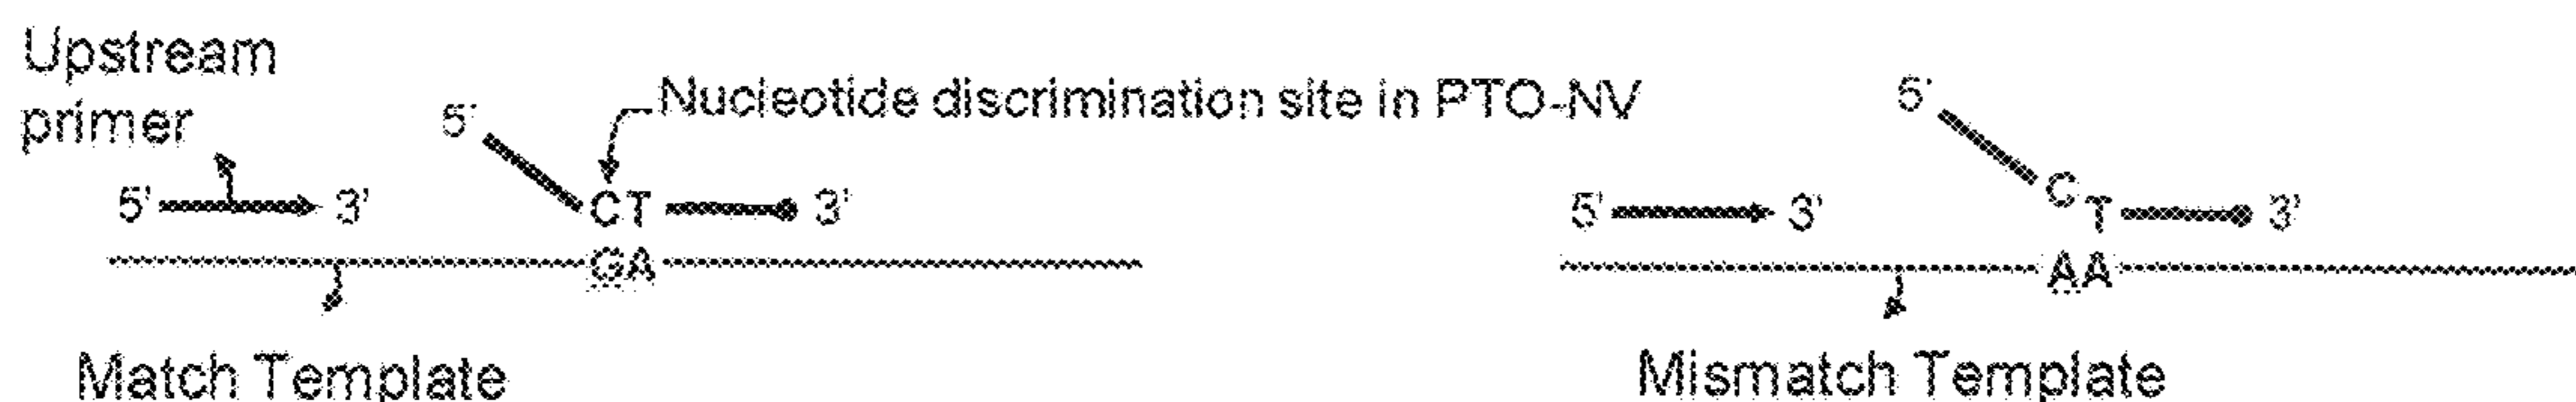 Upstream
primer
5' Nucleotide discrimination site in PTO-NV 5'
5' 3' CT 3' 5' 3' C T 3'
GA AA
Match Template Mismatch Template